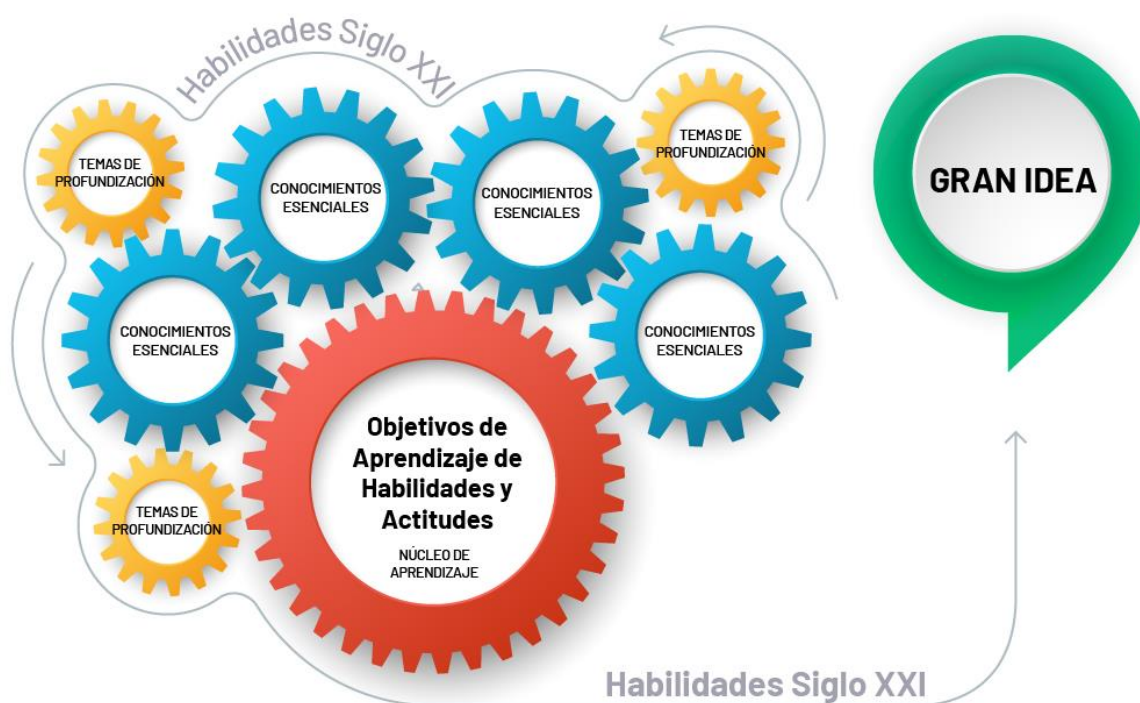 Habilidades Siglo XXI
TEMAS DE
PROFUNDIZACIÓN
CONOCIMIENTOS
ESENCIALES
CONOCIMIENTOS
ESENCIALES
TEMAS DE
PROFUNDIZACIÓN
GRAN IDEA
CONOCIMIENTOS
ESENCIALES
CONOCIMIENTOS
ESENCIALES
Objetivos de
Aprendizaje de
Habilidades y
Actitudes
NÚCLEO DE
APRENDIZAJE
TEMAS DE
PROFUNDIZACIÓN
Habilidades Siglo XXI